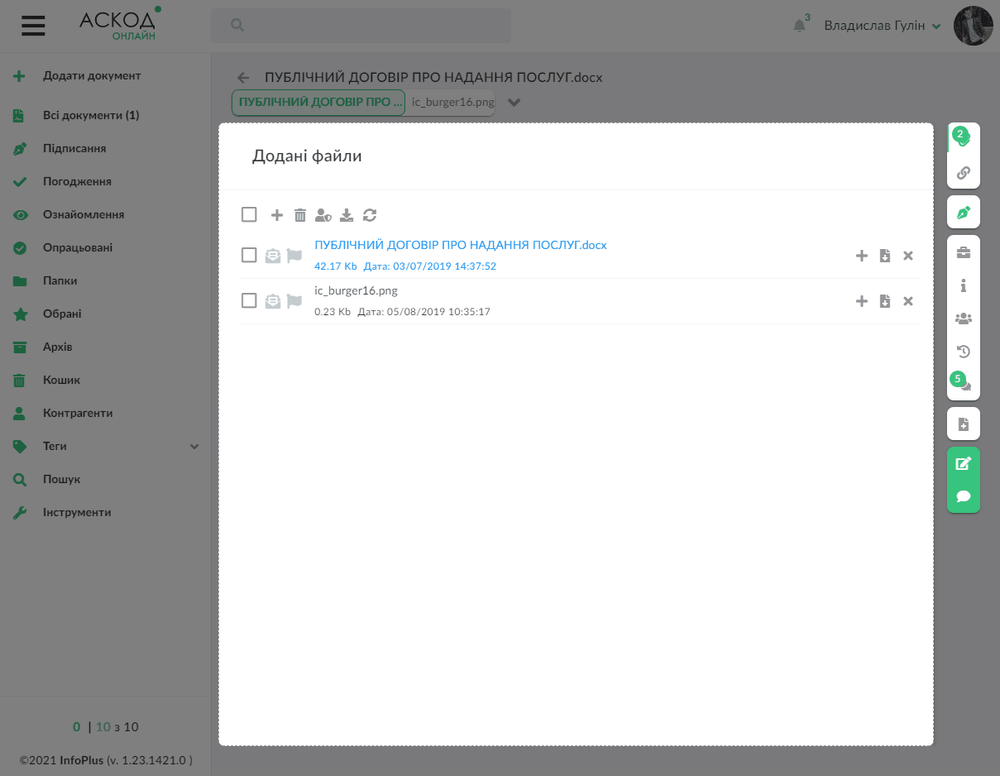 АСКОД
ОНЛАЙН
3
Владислав Гулін
Додати документ
Всі документи (1)
Підписання
Погодження
Ознайомлення
Опрацьовані
Папки
Обрані
Архів
Кошик
Контрагенти
Теги
Пошук
Інструменти
0 | 10 з 10
©2021 InfoPlus (v. 1.23.1421.0 )
ПУБЛІЧНИЙ ДОГОВІР ПРО НАДАННЯ ПОСЛУГ.docx
ПУБЛІЧНИЙ ДОГОВІР ПРО ... ic_burger16.png
Додані файли
ПУБЛІЧНИЙ ДОГОВІР ПРО НАДАННЯ ПОСЛУГ.docx
42.17 Kb Дата: 03/07/2019 14:37:52
ic_burger16.png
0.23 Kb Дата: 05/08/2019 10:35:17
2
5